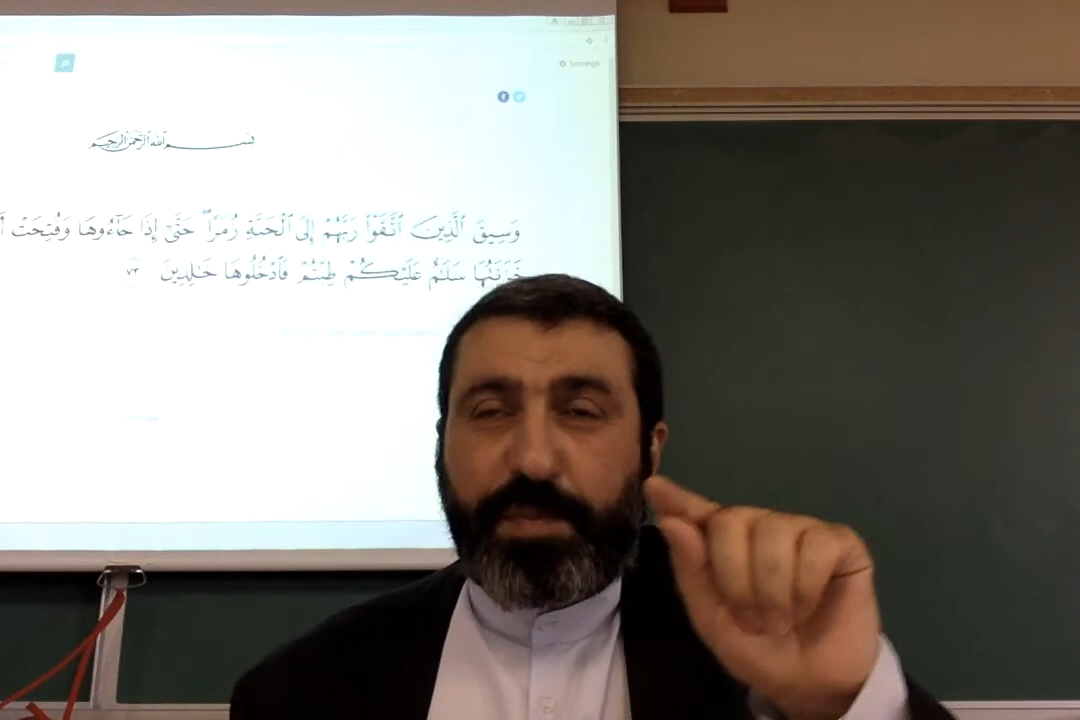 بسم الله الرحمن الرحيم
وَسِيقَ ٱلَّذِينَ ٱتَّقَوْا۟ رَبَّهُمْ إِلَى ٱلْجَنَّةِ زُمَرًا ۖ حَتَّىٰٓ إِذَا جَآءُوهَا وَفُتِحَتْ
خَزَنَتُهَا سَلَـٰمٌ عَلَيْكُمْ طِبْتُمْ فَٱدْخُلُوهَا خَـٰلِدِينَ ٧٣